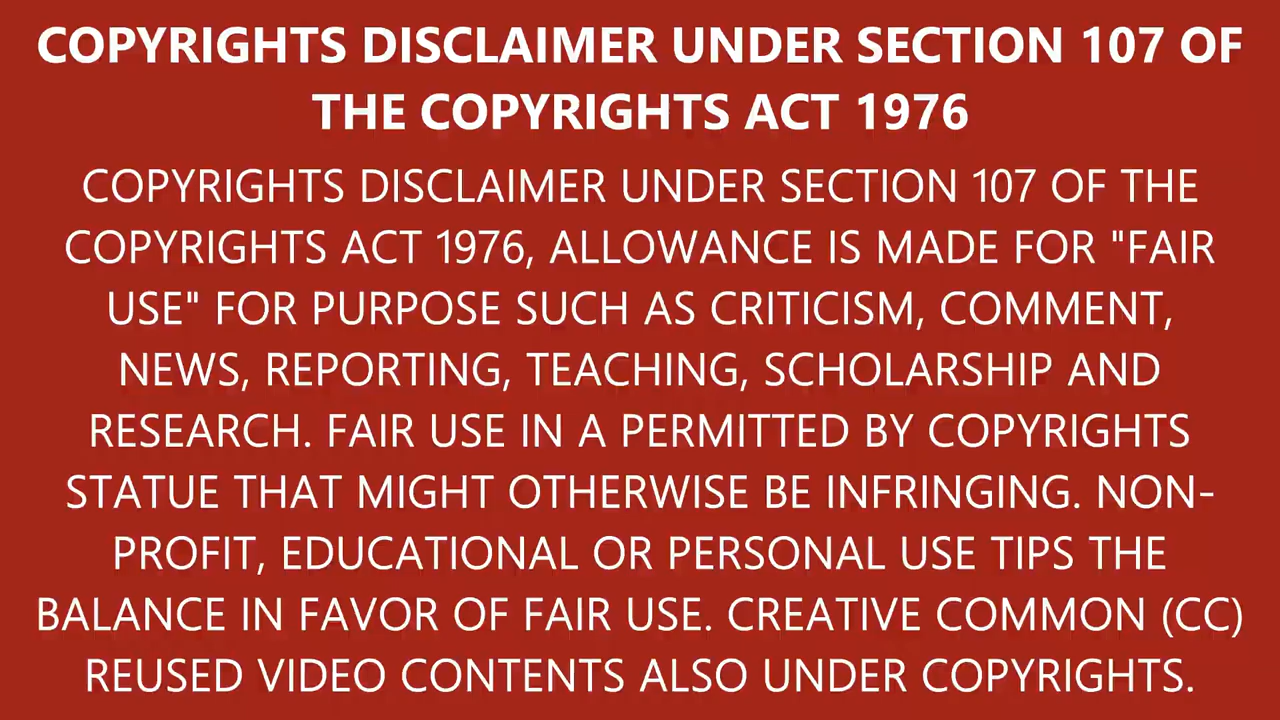 COPYRIGHTS DISCLAIMER UNDER SECTION 107 OF
THE COPYRIGHTS ACT 1976
COPYRIGHTS DISCLAIMER UNDER SECTION 107 OF THE
COPYRIGHTS ACT 1976, ALLOWANCE IS MADE FOR "FAIR
USE" FOR PURPOSE SUCH AS CRITICISM, COMMENT,
NEWS, REPORTING, TEACHING, SCHOLARSHIP AND
RESEARCH. FAIR USE IN A PERMITTED BY COPYRIGHTS
STATUE THAT MIGHT OTHERWISE BE INFRINGING. NON-
PROFIT, EDUCATIONAL OR PERSONAL USE TIPS THE
BALANCE IN FAVOR OF FAIR USE. CREATIVE COMMON (CC)
REUSED VIDEO CONTENTS ALSO UNDER COPYRIGHTS.